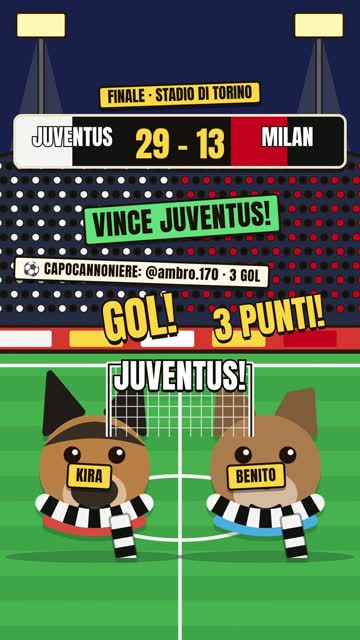 FINALE · STADIO DI TORINO
JUVENTUS 29 - 13 MILAN
VINCE JUVENTUS!
CAPOCANNONIERE: @ambro.170 · 3 GOL
GOL! 3 PUNTI!
JUVENTUS!
KIRA BENITO